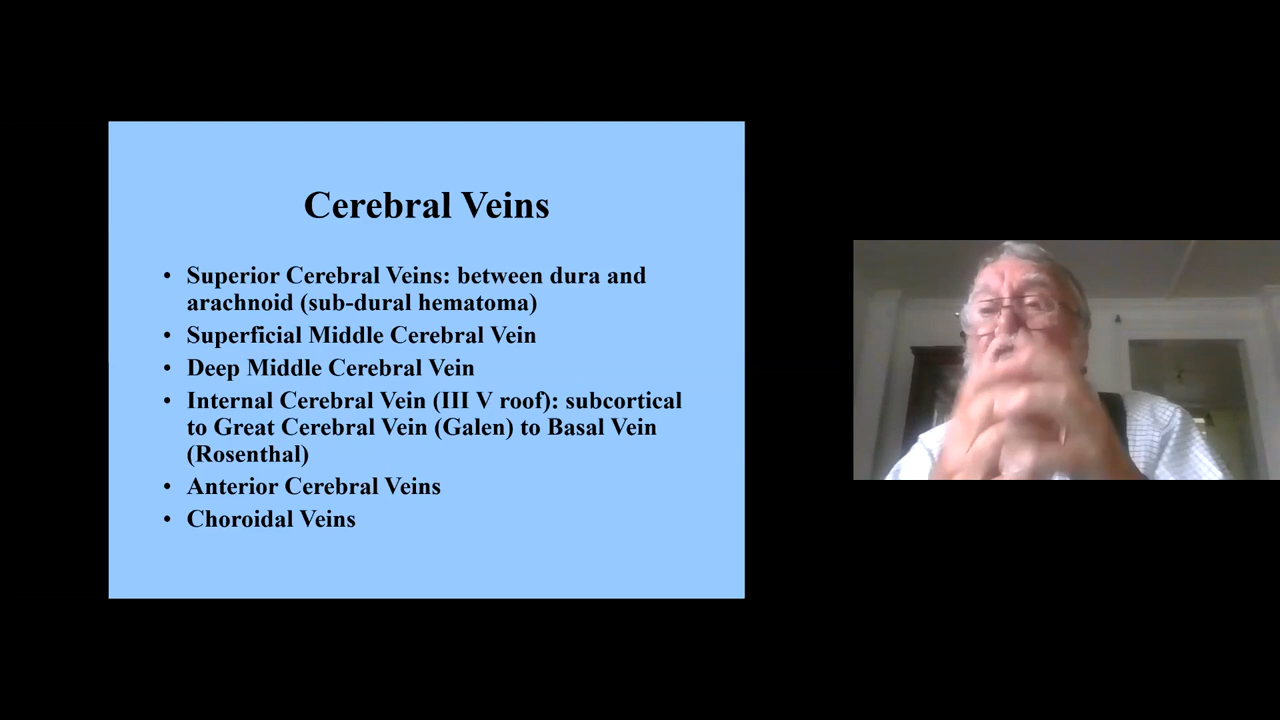 Cerebral Veins
• Superior Cerebral Veins: between dura and
arachnoid (sub-dural hematoma)
• Superficial Middle Cerebral Vein
• Deep Middle Cerebral Vein
• Internal Cerebral Vein (III V roof): subcortical
to Great Cerebral Vein (Galen) to Basal Vein
(Rosenthal)
• Anterior Cerebral Veins
• Choroidal Veins